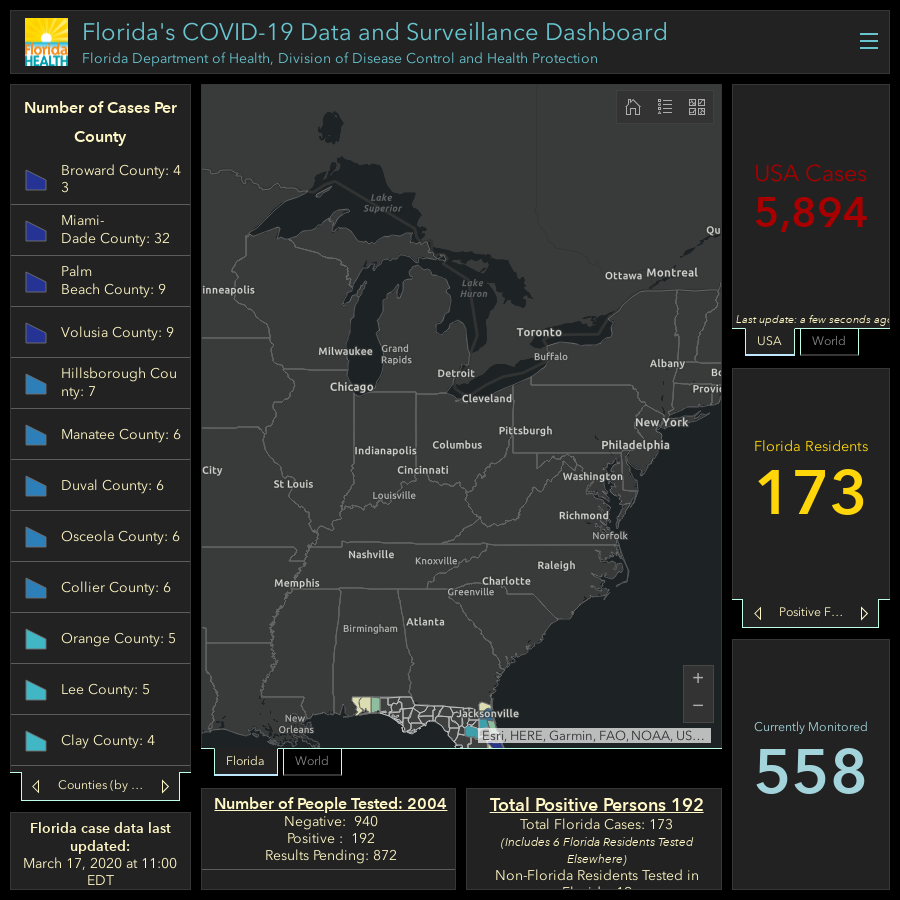 Florida HEALTH
Florida's COVID-19 Data and Surveillance Dashboard
Florida Department of Health, Division of Disease Control and Health Protection
Number of Cases Per
County
Broward County: 4
3
Miami-
Dade County: 32
Palm
Beach County: 9
Volusia County: 9
Hillsborough Cou
nty: 7
Manatee County: 6
Duval County: 6
Osceola County: 6
Collier County: 6
Orange County: 5
Lee County: 5
Clay County: 4
Counties (by ...
Florida case data last
updated:
March 17, 2020 at 11:00
EDT
Lake
Superior
Qu
Ottawa Montreal
Lake
Huron
inneapolis
Toronto
Milwaukee
Grand
Rapids
Buffalo
Albany
Detroit
Bo
Chicago
Provi
Cleveland
New York
Pittsburgh
Philadelphia
Columbus
Indianapolis
City
Cincinnati
Washington
St Louis
Louisville
Richmond
Norfolk
Nashville
Knoxville
Raleigh
Memphis
Charlotte
Greenville
Atlanta
Birmingham
Jacksonville
New
Orleans
+
−
Esri, HERE, Garmin, FAO, NOAA, US...
Florida
World
Number of People Tested: 2004
Negative: 940
Positive : 192
Results Pending: 872
Total Positive Persons 192
Total Florida Cases: 173
(Includes 6 Florida Residents Tested
Elsewhere)
Non-Florida Residents Tested in
USA Cases
5,894
Last update: a few seconds ago
USA
World
Florida Residents
173
Positive F...
Currently Monitored
558